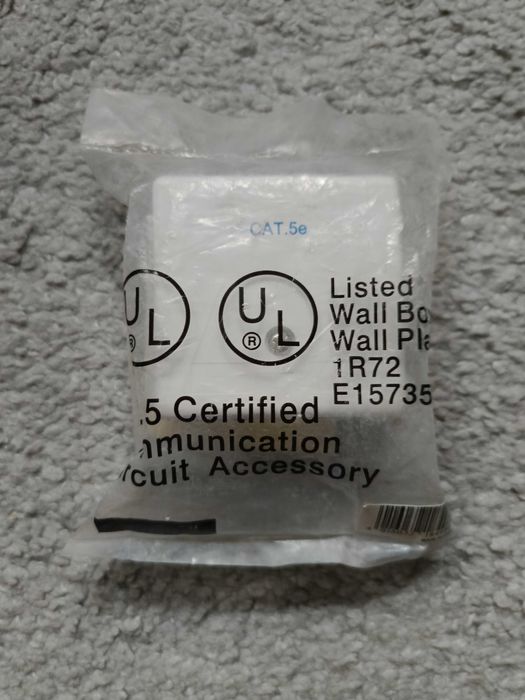 CAT.5e
UL
®
UL
®
Listed
Wall Bo
Wall Pla
1R72
E15735
.5 Certified
mmunication
rcuit Accessory